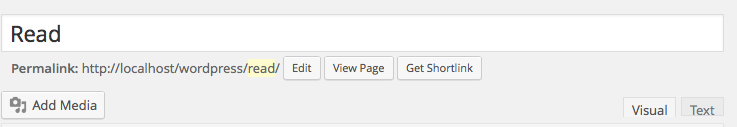 Read
Permalink: http://localhost/wordpress/read/ Edit View Page Get Shortlink
Add Media Visual Text